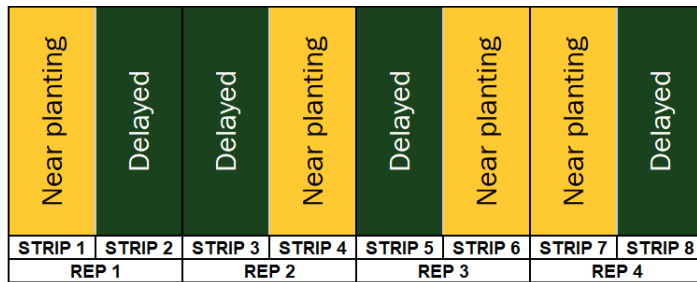 Near planting
Delayed
Delayed
Near planting
Delayed
Near planting
Near planting
Delayed
STRIP 1 STRIP 2 STRIP 3 STRIP 4 STRIP 5 STRIP 6 STRIP 7 STRIP 8
REP 1 REP 2 REP 3 REP 4